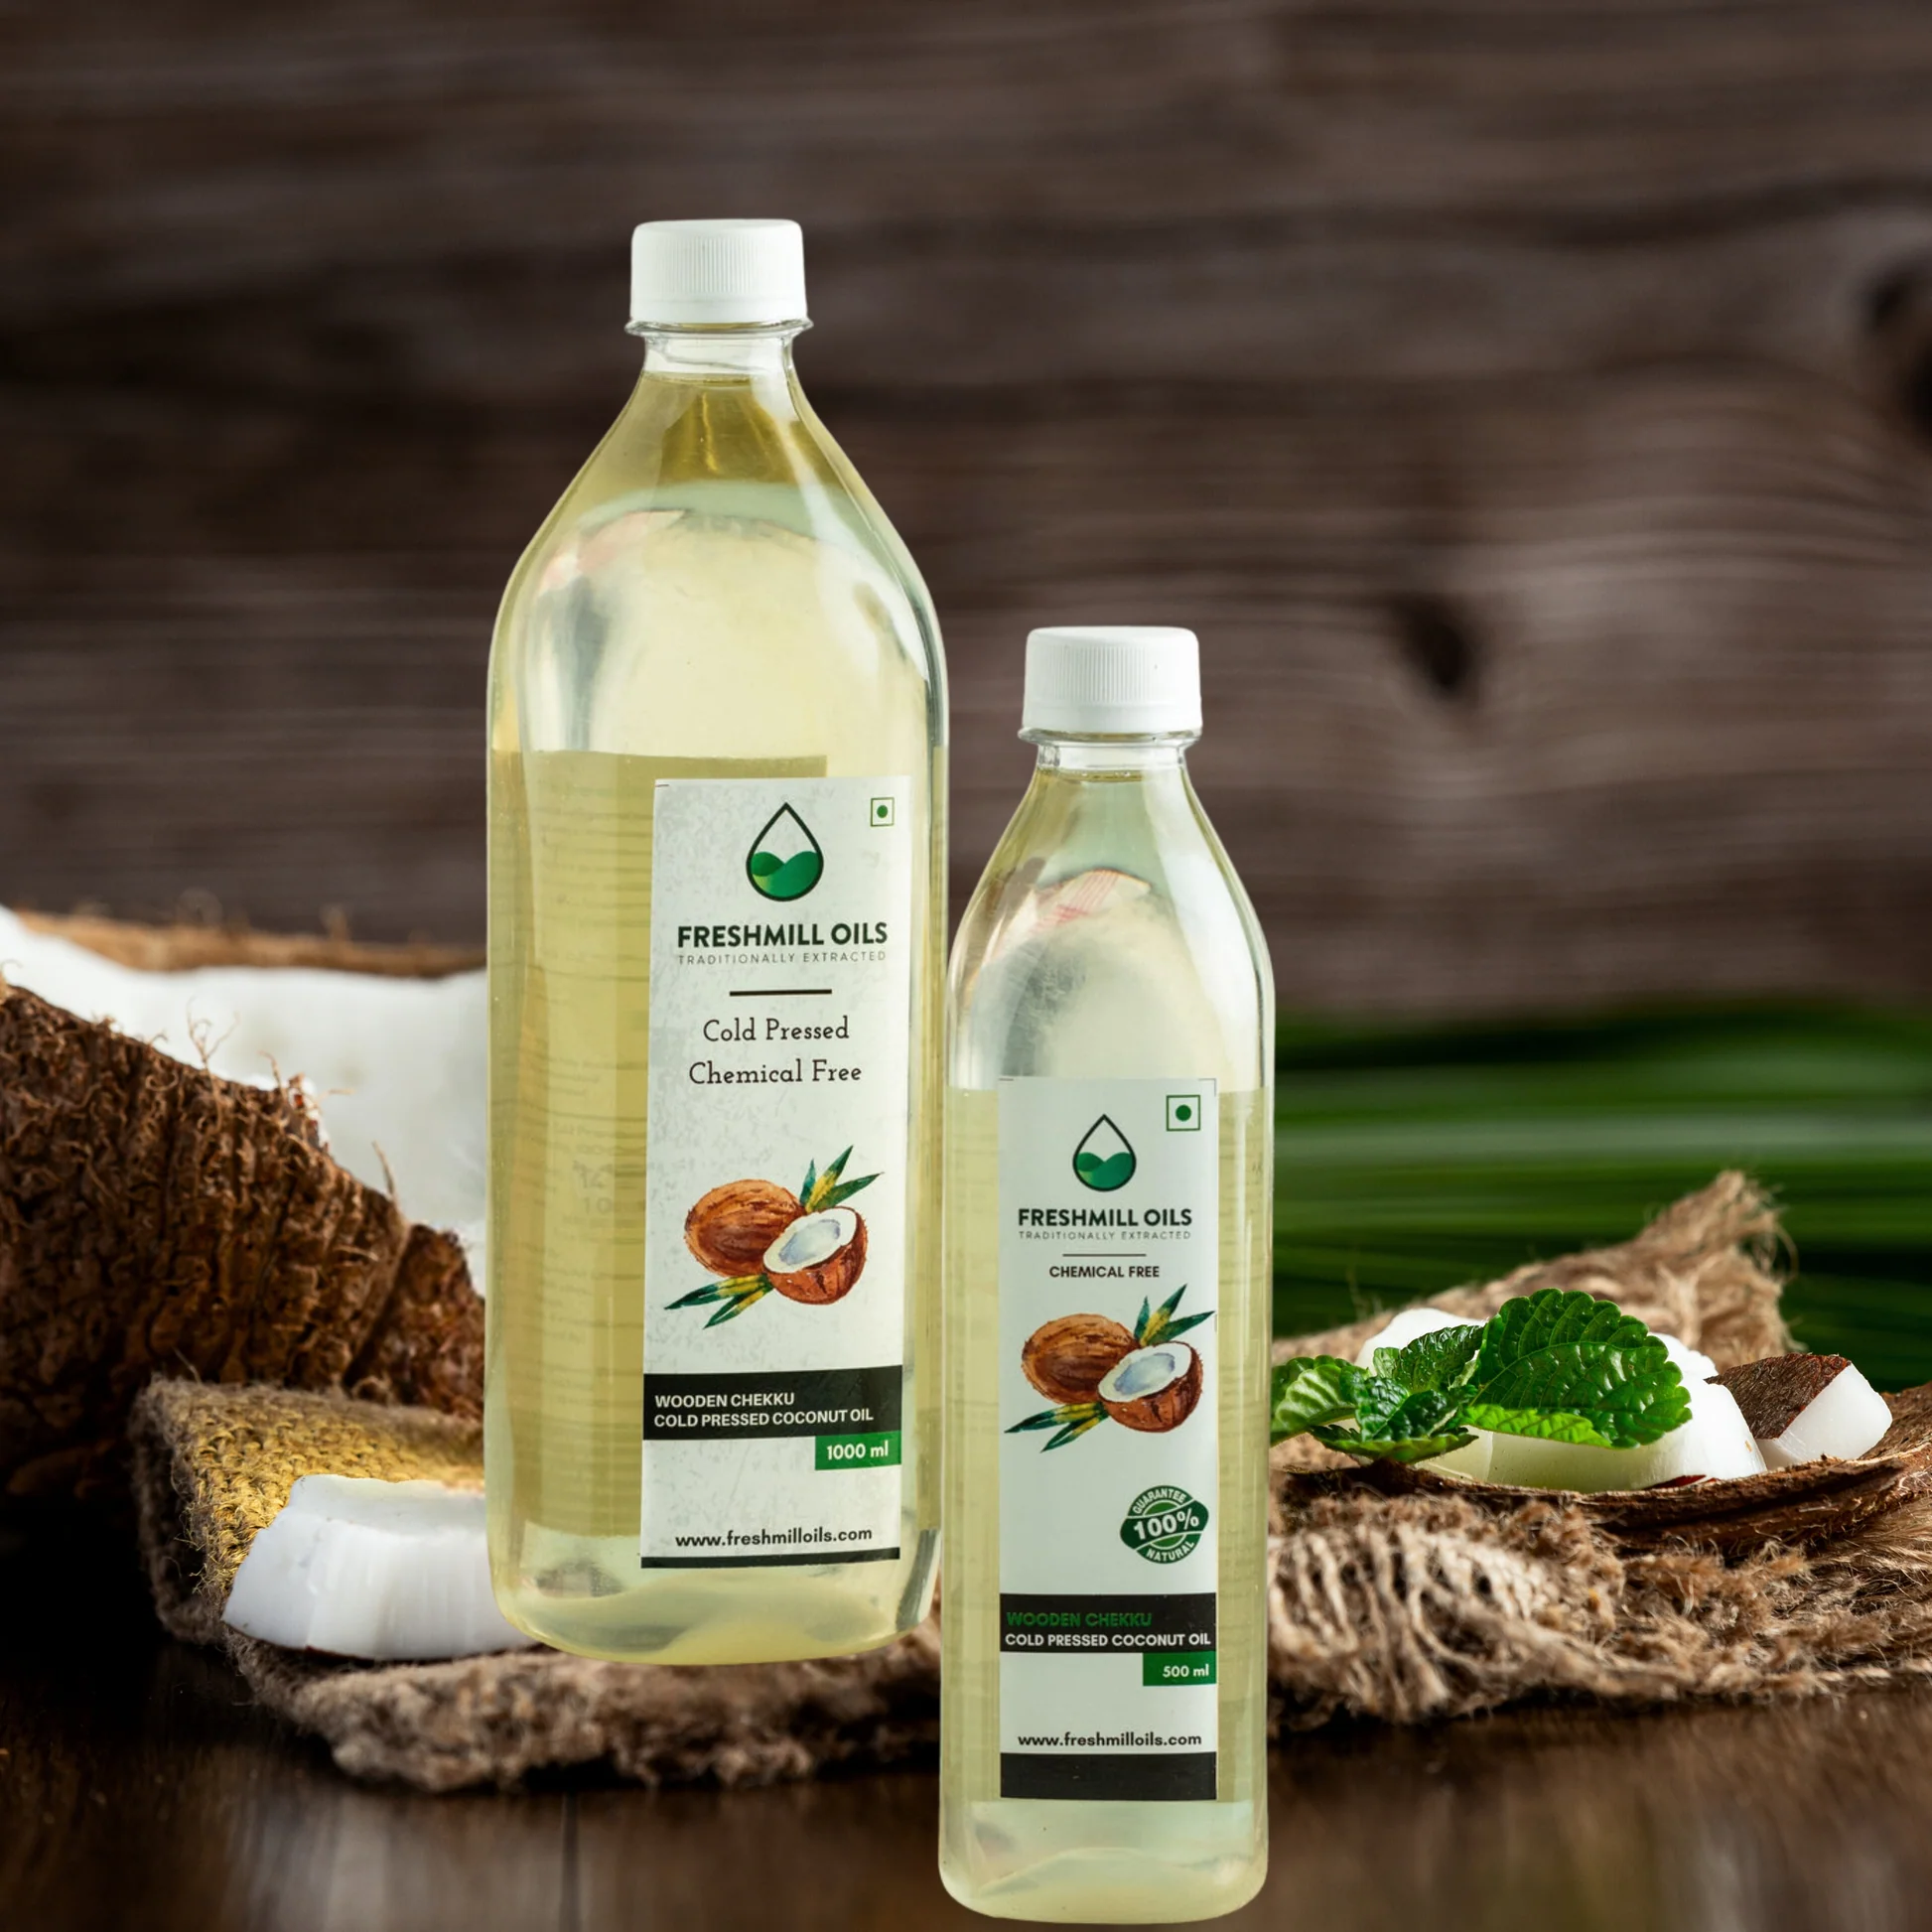 FRESHMILL OILS
TRADITIONALLY EXTRACTED
Cold Pressed
Chemical Free
WOODEN CHEKKU
COLD PRESSED COCONUT OIL
1000 ml
www.freshmilloils.com
FRESHMILL OILS
TRADITIONALLY EXTRACTED
CHEMICAL FREE
GUARANTEE
100%
NATURAL
WOODEN CHEKKU
COLD PRESSED COCONUT OIL
500 ml
www.freshmilloils.com